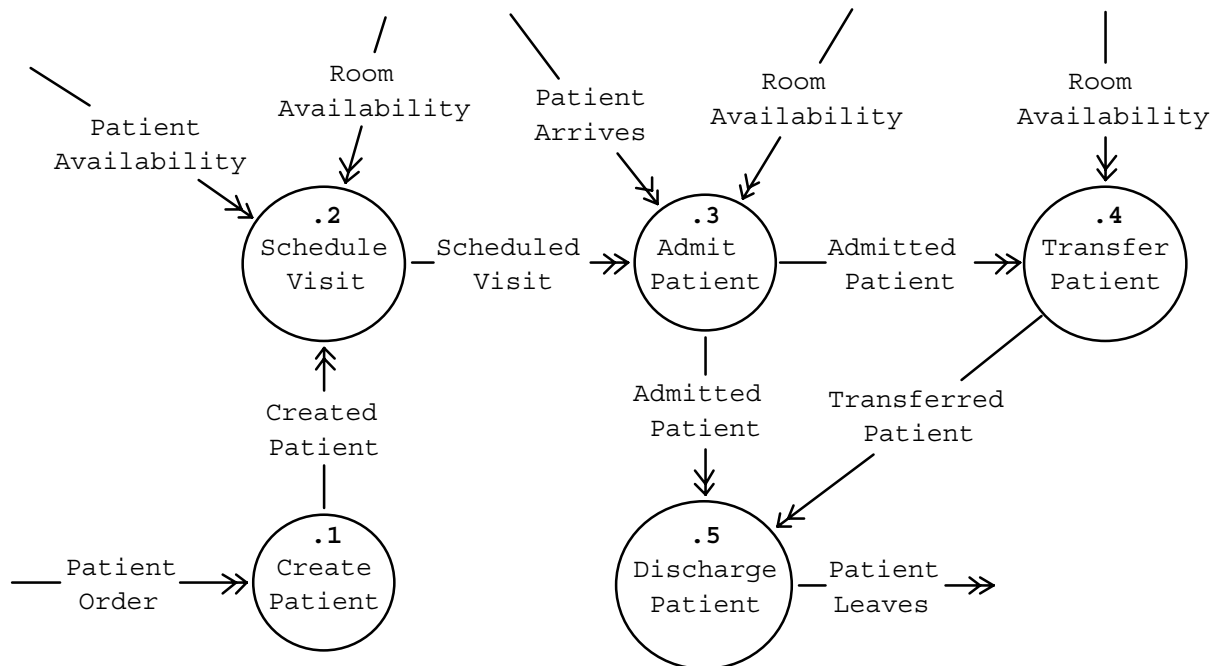 Room
Availability
Patient
Availability
Patient
Arrives
Room
Availability
Room
Availability
.2
Schedule
Visit
Scheduled
Visit
.3
Admit
Patient
Admitted
Patient
.4
Transfer
Patient
Created
Patient
Admitted
Patient
Transferred
Patient
Patient
Order
.1
Create
Patient
.5
Discharge
Patient
Patient
Leaves